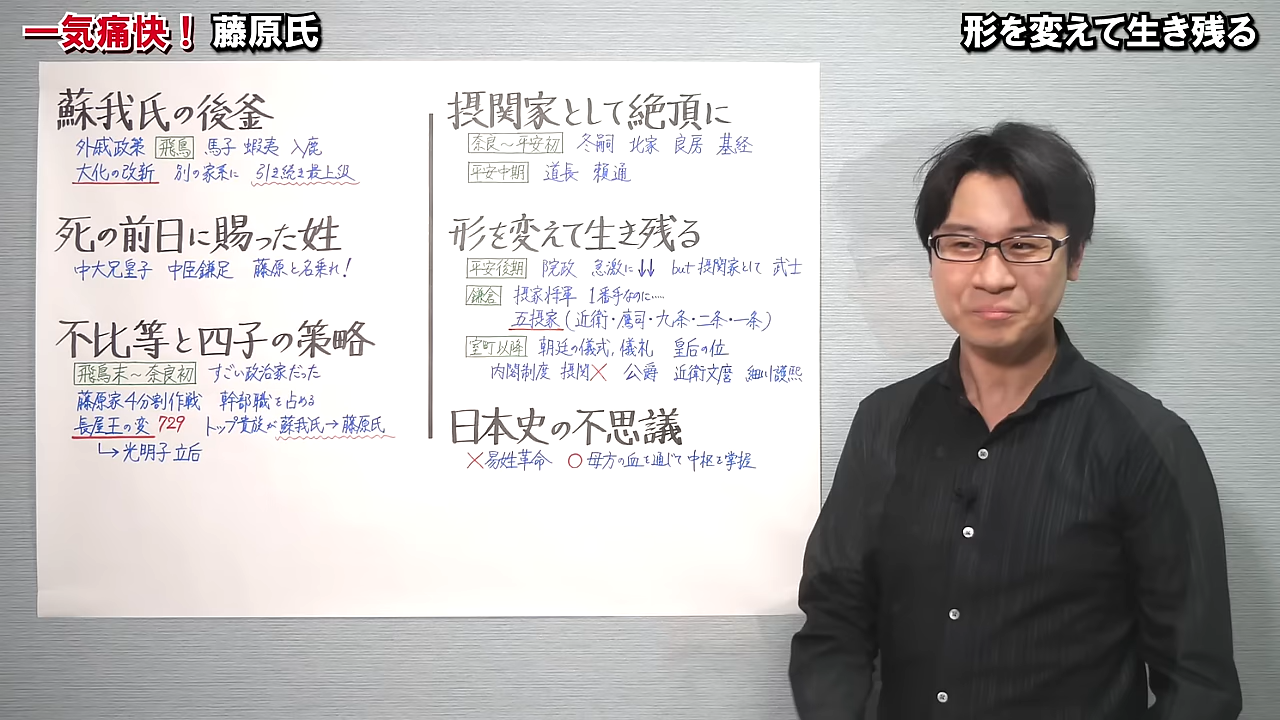 一気痛快！藤原氏
形を変えて生き残る
蘇我氏の後釜
外戚政策 飛鳥 馬子 蝦夷 入鹿
大化の改新 別の家系に 引き続き最上級
死の前日に賜った姓
中大兄皇子 中臣鎌足 藤原と名乗れ！
不比等と四子の策略
飛鳥末～奈良初 すごい政治家だった
藤原家4分割作戦 幹部職を占める
長屋王の変 729 トップ貴族が蘇我氏→藤原氏
↳光明子立后
摂関家として絶頂に
奈良～平安初 冬嗣 北家 良房 基経
平安中期 道長 頼通
形を変えて生き残る
平安後期 院政 急激に↓↓ but摂関家として 武士
鎌倉 摂家将軍 1番手なのに……
五摂家(近衛・鷹司・九条・二条・一条)
室町以降 朝廷の儀式,儀礼 皇后の位
内閣制度 摂関× 公爵 近衛文麿 細川護熙
日本史の不思議
×易姓革命 ○母方の血を通じて中枢を掌握